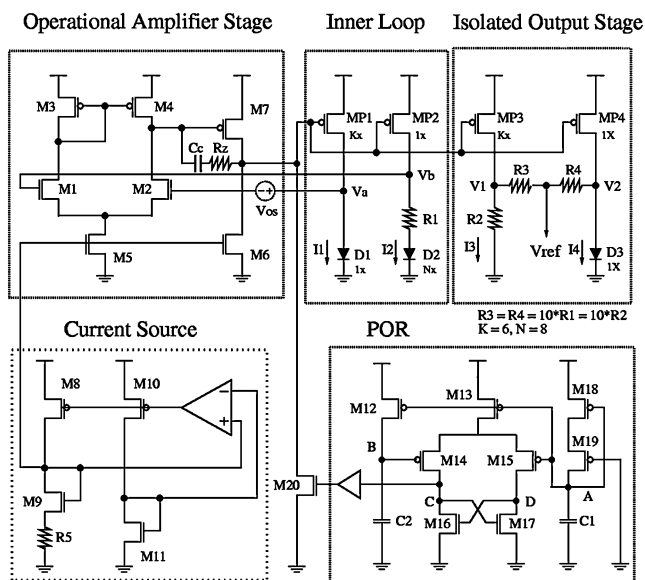 Operational Amplifier Stage
Inner Loop
Isolated Output Stage
M3
M4
M7
Cc
Rz
M1
M2
Vos
M5
M6
MP1
Kx
MP2
1x
Va
Vb
R1
I1
D1
1x
I2
D2
Nx
MP3
Kx
MP4
1X
V1
R3
R4
V2
R2
I3
Vref
I4
D3
1X
R3 = R4 = 10*R1 = 10*R2
K = 6, N = 8
Current Source
POR
M8
M10
M9
R5
M11
M20
M12
M13
M18
B
M14
M15
M19
A
C
D
C2
M16
M17
C1